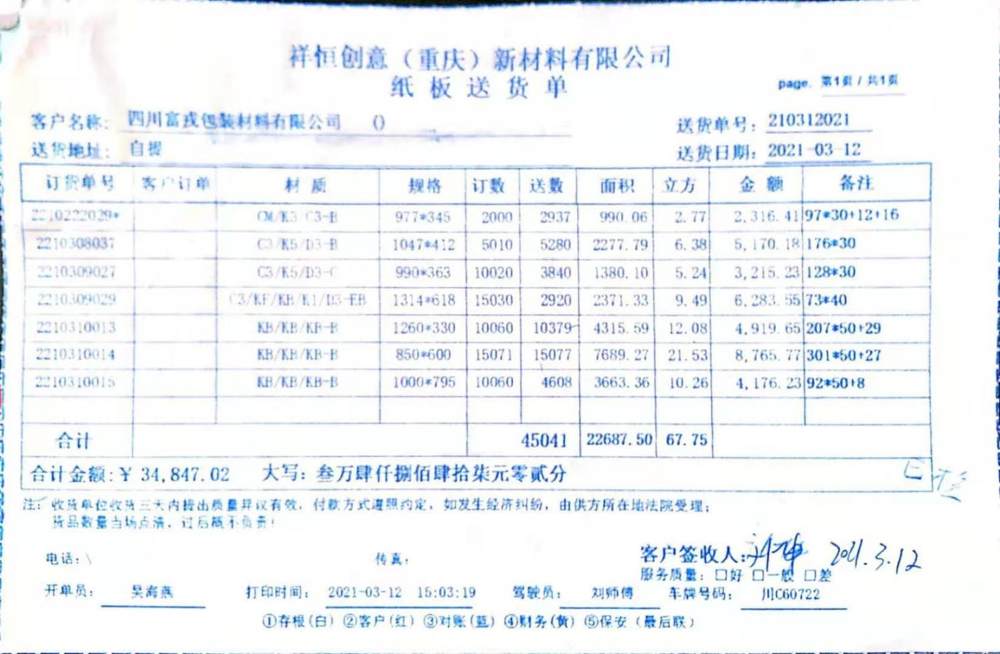 祥恒创意（重庆）新材料有限公司
纸板送货单
page. 第1页 / 共1页
客户名称: 四川富戎包装材料有限公司 ()
送货单号: 210312021
送货地址: 自提
送货日期: 2021-03-12
订货单号 客户订单 材质 规格 订数 送数 面积 立方 金额 备注
2210222029* CM/K3/C3-B 977*345 2000 2937 990.06 2.77 2,316.41 97*30+12+16
2210308037 C3/K5/D3-B 1047*412 5010 5280 2277.79 6.38 5,170.18 176*30
2210309027 C3/K5/D3-C 990*363 10020 3840 1380.10 5.24 3,215.23 128*30
2210309029 C3/KF/KB/K1/D3-EB 1314*618 15030 2920 2371.33 9.49 6,283.55 73*40
2210310013 KB/KB/KB-B 1260*330 10060 10379 4315.59 12.08 4,919.65 207*50+29
2210310014 KB/KB/KB-B 850*600 15071 15077 7689.27 21.53 8,765.77 301*50+27
2210310015 KB/KB/KB-B 1000*795 10060 4608 3663.36 10.26 4,176.23 92*50+8
合计 45041 22687.50 67.75
合计金额:¥ 34,847.02 大写: 叁万肆仟捌佰肆拾柒元零贰分
注: 收货单位收货三天内提出质量异议有效, 付款方式遵照约定, 如发生经济纠纷, 由供方所在地法院受理;
货品数量当场点清, 过后概不负责!
客户签收人: 2021.3.12
电话:\ 传真:
服务质量: □好 □一般 □差
开单员: 吴海燕 打印时间: 2021-03-12 15:03:19 驾驶员: 刘师傅 车牌号码: 川C60722
①存根(白) ②客户(红) ③对账(蓝) ④财务(黄) ⑤保安 (最后联)